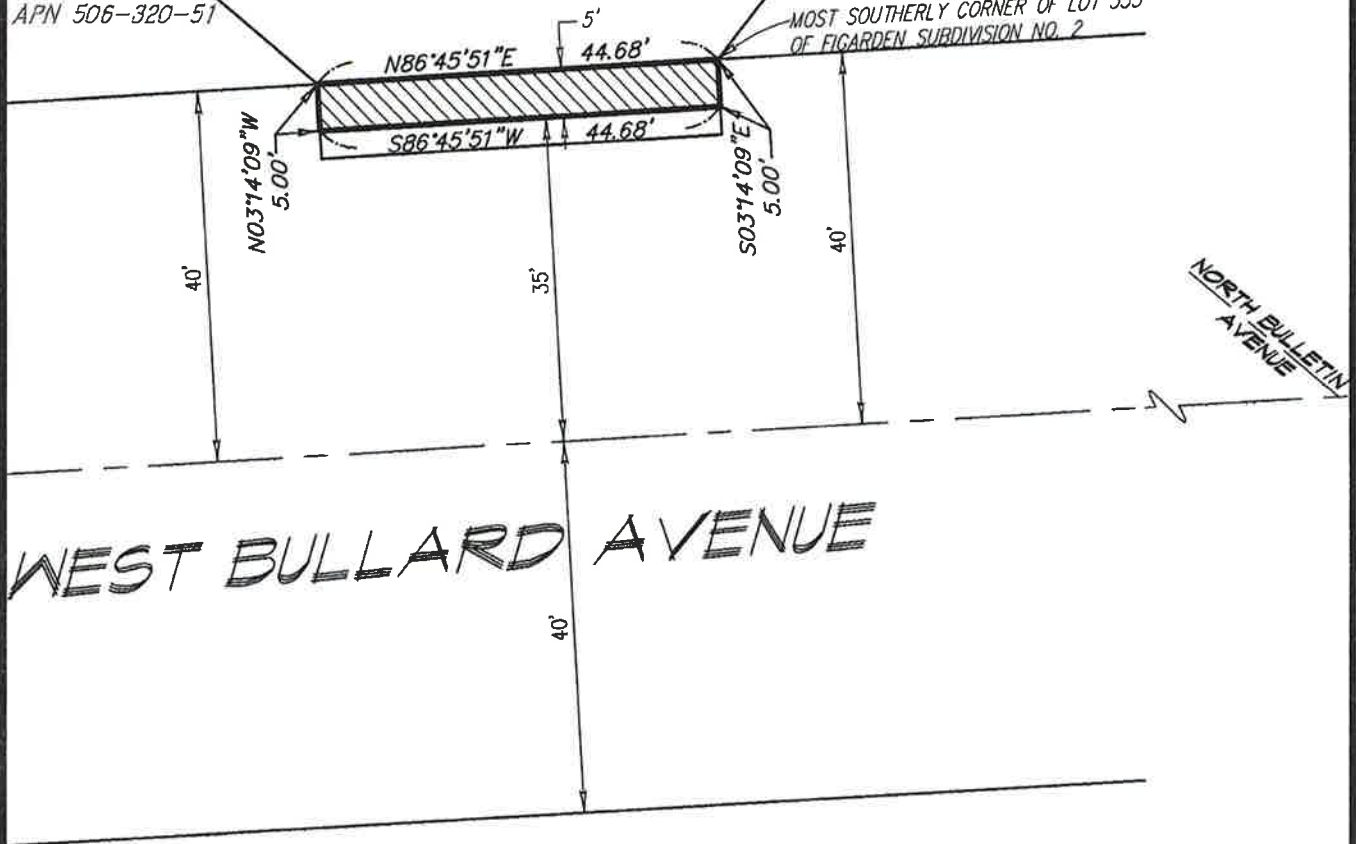 APN 506-320-51
5'
MOST SOUTHERLY CORNER OF LOT 335
OF FIGARDEN SUBDIVISION NO. 2
N86°45'51"E 44.68'
S86°45'51"W 44.68'
N03°14'09"W
5.00'
S03°14'09"E
5.00'
40'
35'
40'
NORTH BULLETIN
AVENUE
WEST BULLARD AVENUE
40'